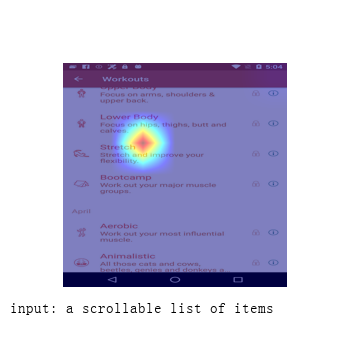 5:04
Workouts
Upper Body
Focus on arms, shoulders &
upper back.
Lower Body
Focus on hips, thighs, butt and
calves.
Stretch
Stretch and improve your
flexibility.
Bootcamp
Work out your major muscle
groups.
April
Aerobic
Work out your most influential
muscle.
Animalistic
All those cats and cows,
beetles, genies and donkeys o...
input: a scrollable list of items